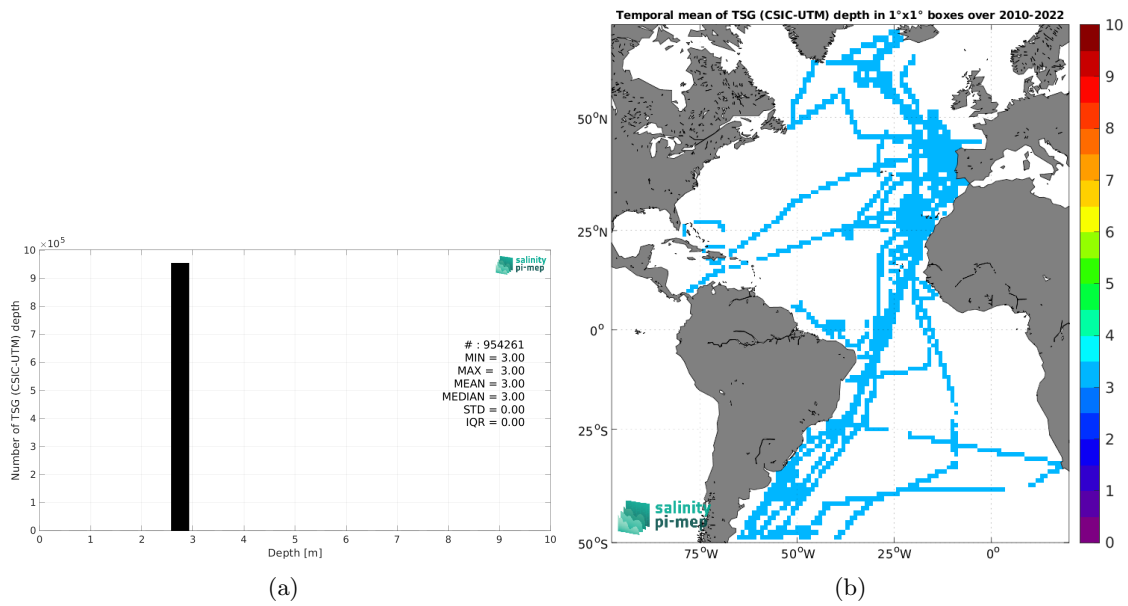 ×10⁵
10
9
8
7
6
5
4
3
2
1
0
Number of TSG (CSIC-UTM) depth
salinity
pi-mep
# : 954261
MIN = 3.00
MAX = 3.00
MEAN = 3.00
MEDIAN = 3.00
STD = 0.00
IQR = 0.00
0 1 2 3 4 5 6 7 8 9 10
Depth [m]
(a)
Temporal mean of TSG (CSIC-UTM) depth in 1°x1° boxes over 2010-2022
50°N
25°N
0°
25°S
50°S
75°W 50°W 25°W 0°
salinity
pi-mep
10
9
8
7
6
5
4
3
2
1
0
(b)